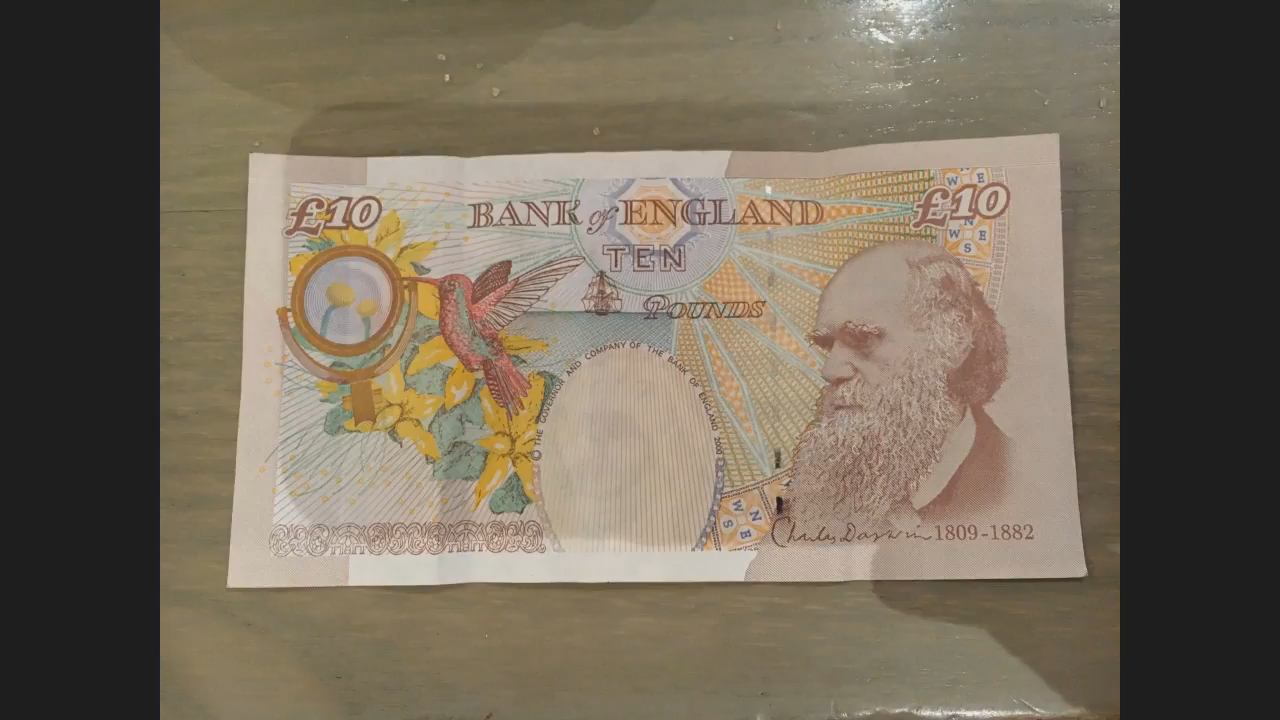 £10
BANK of ENGLAND
£10
TEN
POUNDS
© THE GOVERNOR AND COMPANY OF THE BANK OF ENGLAND 2000
W E
N
W E
S
N
W E
S
Charles Darwin 1809-1882